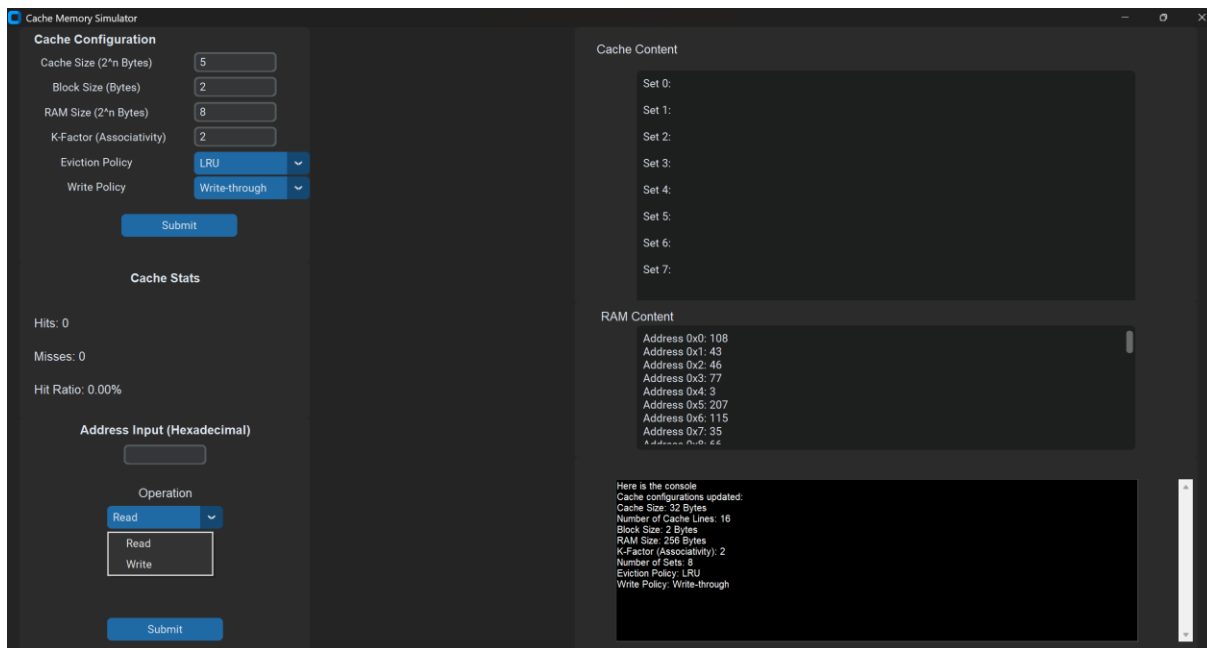 Cache Memory Simulator
Cache Configuration
Cache Size (2^n Bytes) 5
Block Size (Bytes) 2
RAM Size (2^n Bytes) 8
K-Factor (Associativity) 2
Eviction Policy LRU
Write Policy Write-through
Submit
Cache Stats
Hits: 0
Misses: 0
Hit Ratio: 0.00%
Address Input (Hexadecimal)
Operation
Read
Read
Write
Submit
Cache Content
Set 0:
Set 1:
Set 2:
Set 3:
Set 4:
Set 5:
Set 6:
Set 7:
RAM Content
Address 0x0: 108
Address 0x1: 43
Address 0x2: 46
Address 0x3: 77
Address 0x4: 3
Address 0x5: 207
Address 0x6: 115
Address 0x7: 35
Address 0x8: 66
Here is the console
Cache configurations updated:
Cache Size: 32 Bytes
Number of Cache Lines: 16
Block Size: 2 Bytes
RAM Size: 256 Bytes
K-Factor (Associativity): 2
Number of Sets: 8
Eviction Policy: LRU
Write Policy: Write-through